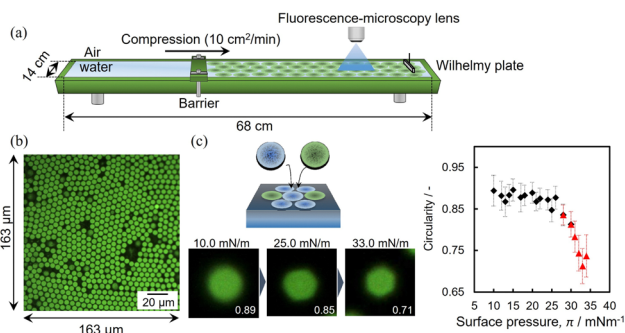 (a)
Fluorescence-microscopy lens
Compression (10 cm²/min)
Air
water
14 cm
Wilhelmy plate
Barrier
68 cm
(b)
163 μm
20 μm
163 μm
(c)
10.0 mN/m
25.0 mN/m
33.0 mN/m
0.89
0.85
0.71
Circularity / -
0.95
0.85
0.75
0.65
5 10 15 20 25 30 35 40
Surface pressure, π / mNm⁻¹